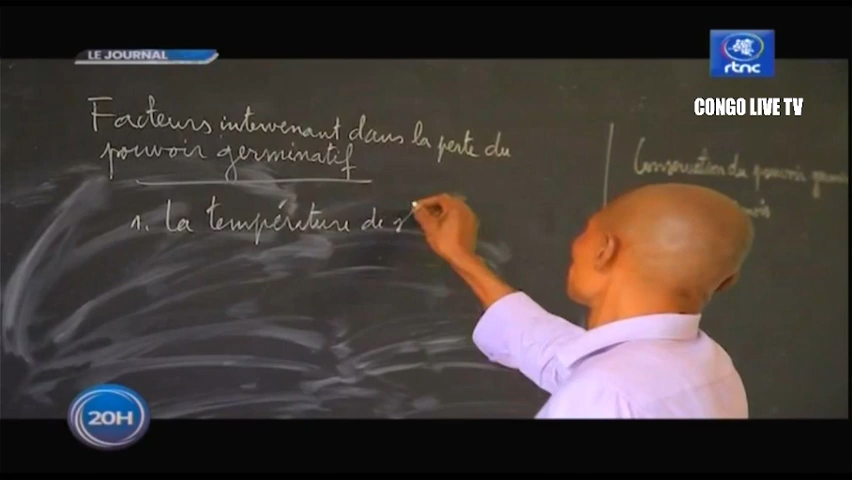 LE JOURNAL
rtnc
CONGO LIVE TV
Facteurs intervenant dans la perte du
pouvoir germinatif
1. La température de
Conservation du pouvoir
20H